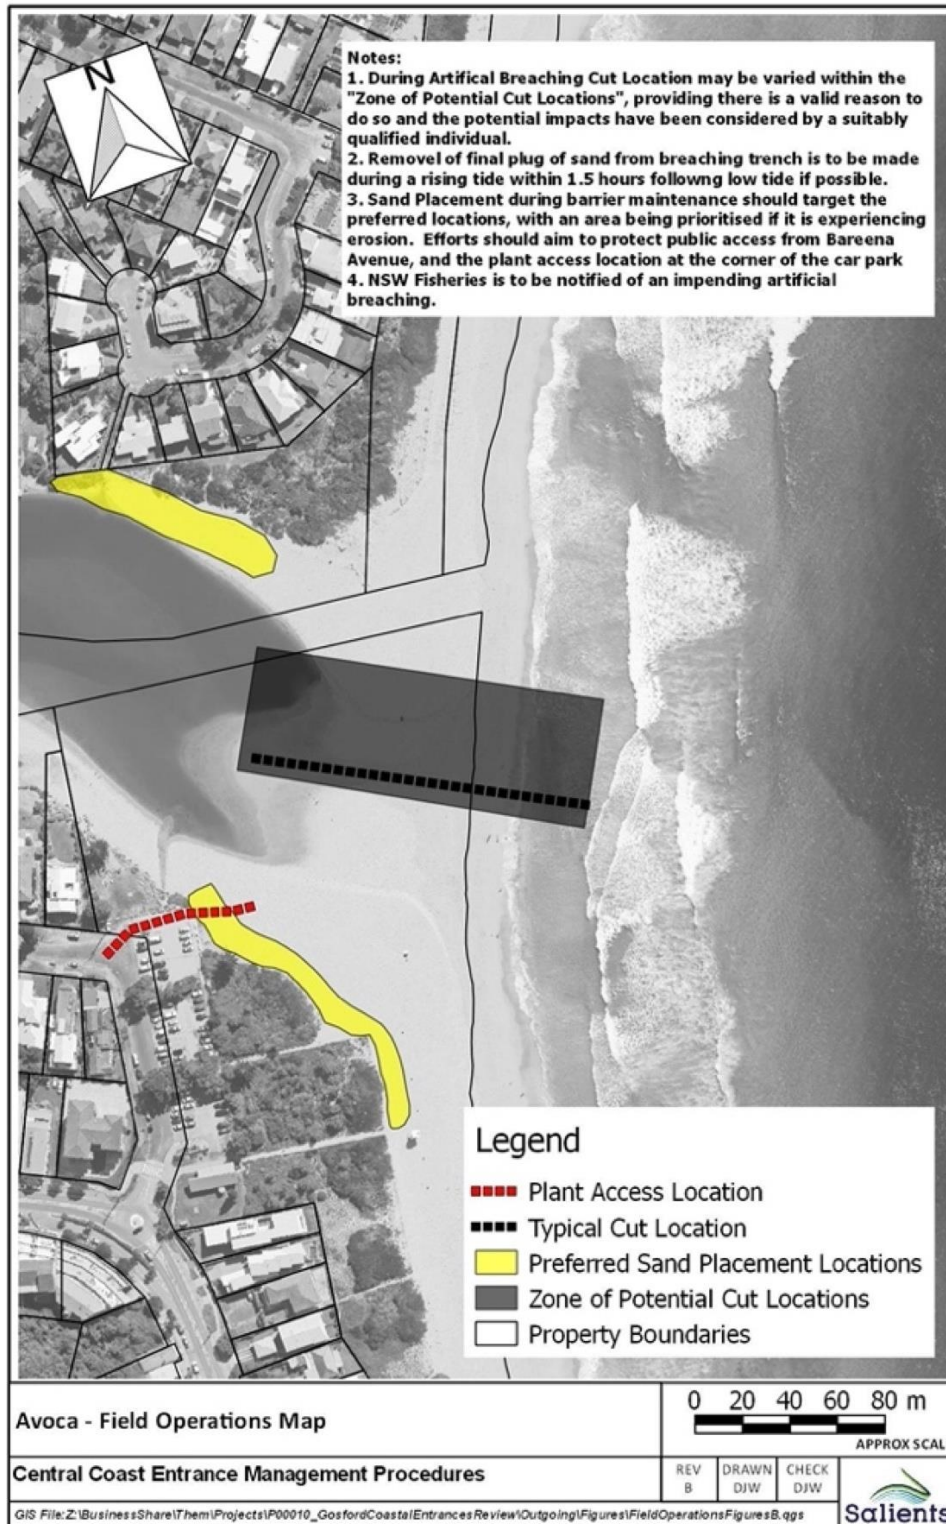 N
Notes:
1. During Artifical Breaching Cut Location may be varied within the
"Zone of Potential Cut Locations", providing there is a valid reason to
do so and the potential impacts have been considered by a suitably
qualified individual.
2. Removel of final plug of sand from breaching trench is to be made
during a rising tide within 1.5 hours followng low tide if possible.
3. Sand Placement during barrier maintenance should target the
preferred locations, with an area being prioritised if it is experiencing
erosion. Efforts should aim to protect public access from Bareena
Avenue, and the plant access location at the corner of the car park
4. NSW Fisheries is to be notified of an impending artificial
breaching.
Legend
Plant Access Location
Typical Cut Location
Preferred Sand Placement Locations
Zone of Potential Cut Locations
Property Boundaries
Avoca - Field Operations Map
0 20 40 60 80 m
APPROX SCAL
Central Coast Entrance Management Procedures
REV
B
DRAWN
DJW
CHECK
DJW
Salients
GIS File:Z:\BusinessShare\Them\Projects\P00010_GosfordCoastalEntrancesReview\Outgoing\Figures\FieldOperationsFiguresB.qgs